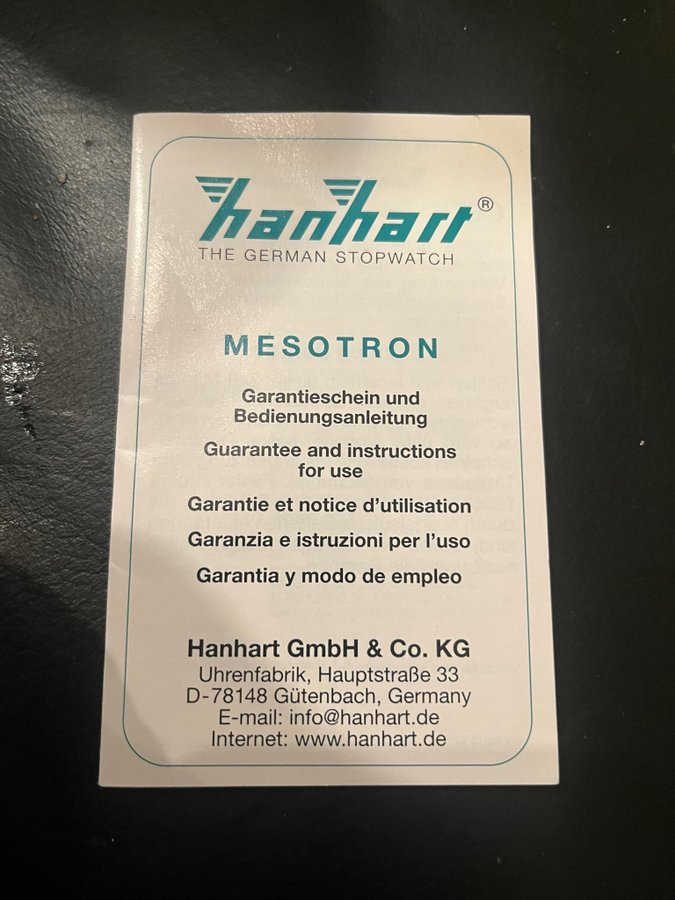 hanhart®
THE GERMAN STOPWATCH
MESOTRON
Garantieschein und
Bedienungsanleitung
Guarantee and instructions
for use
Garantie et notice d'utilisation
Garanzia e istruzioni per l'uso
Garantia y modo de empleo
Hanhart GmbH & Co. KG
Uhrenfabrik, Hauptstraße 33
D-78148 Gütenbach, Germany
E-mail: info@hanhart.de
Internet: www.hanhart.de